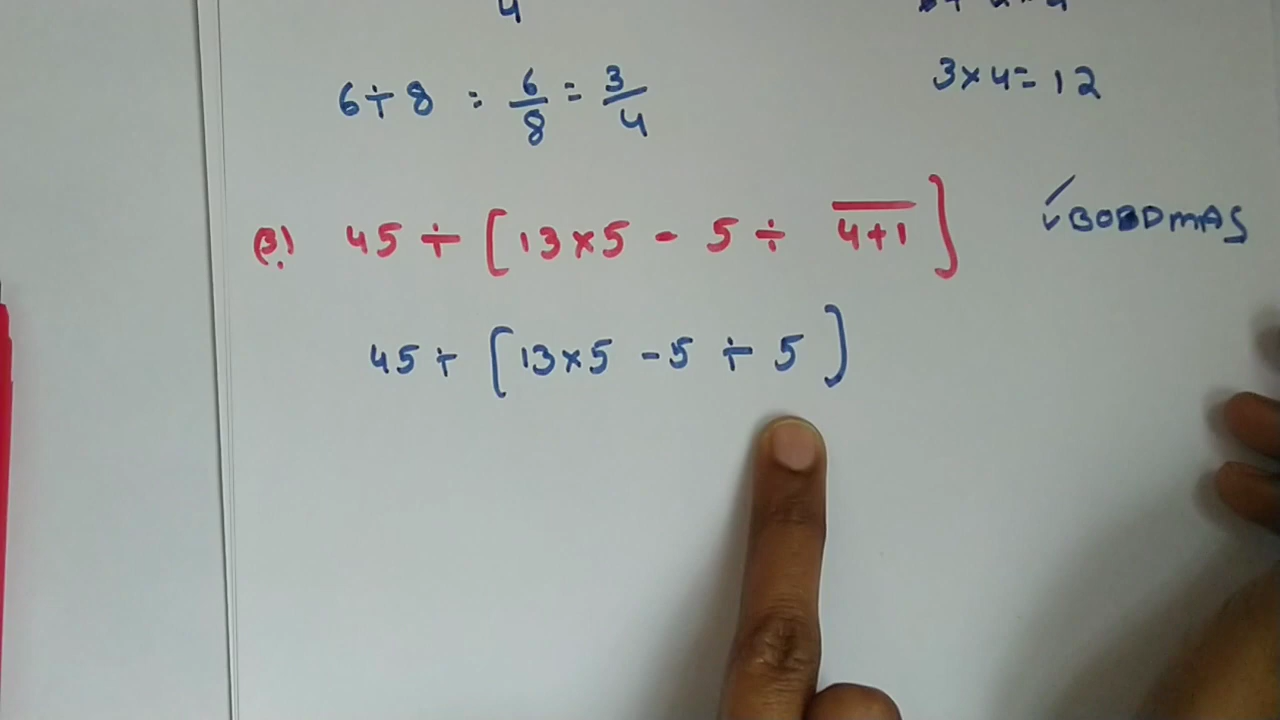 4
6÷8 = 6/8 = 3/4
3×4=12
Q! 45 ÷ [13×5 - 5 ÷ 4+1]
✓BODMAS
45 ÷ [13×5 -5 ÷ 5]